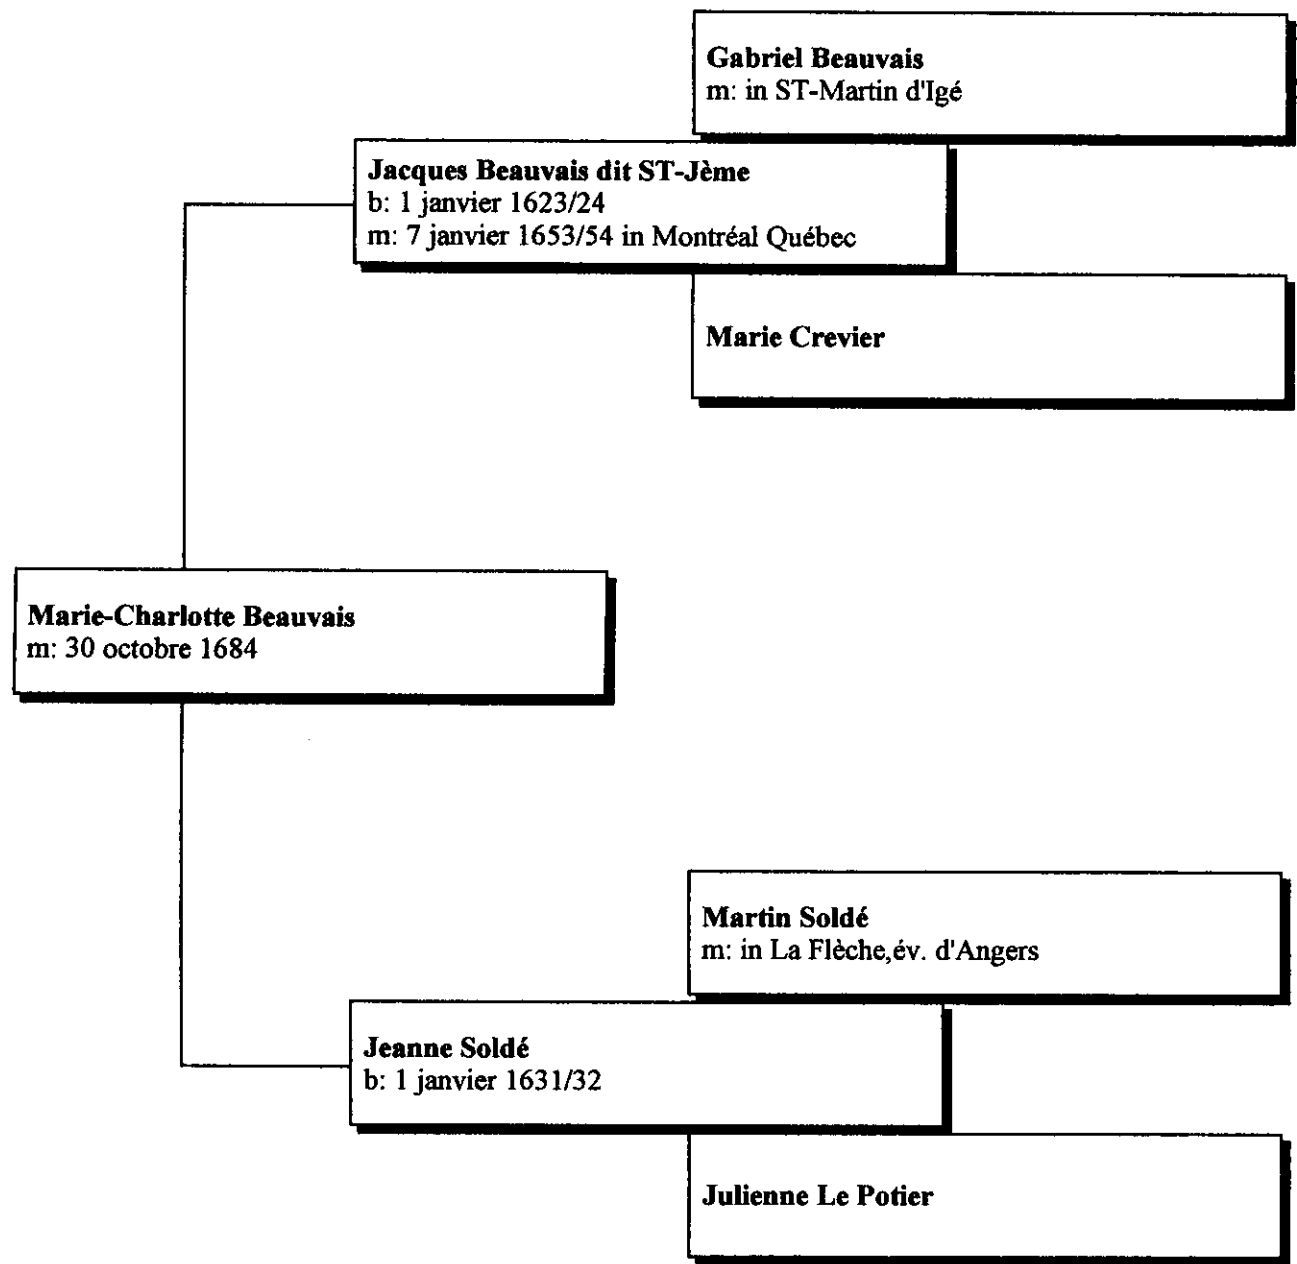 Gabriel Beauvais
m: in ST-Martin d'Igé
Jacques Beauvais dit ST-Jème
b: 1 janvier 1623/24
m: 7 janvier 1653/54 in Montréal Québec
Marie Crevier
Marie-Charlotte Beauvais
m: 30 octobre 1684
Martin Soldé
m: in La Flèche,év. d'Angers
Jeanne Soldé
b: 1 janvier 1631/32
Julienne Le Potier